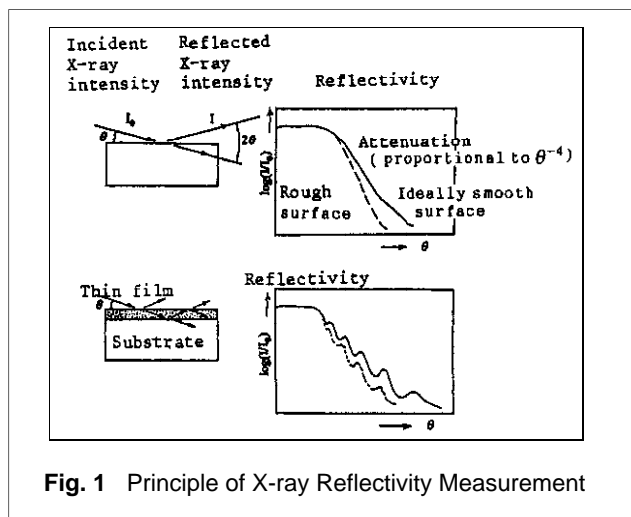 Incident Reflected
X-ray X-ray
intensity intensity
Reflectivity
I₀ I
θ 2θ
log(I/I₀)
Attenuation
( proportional to θ⁻⁴)
Rough Ideally smooth
surface surface
θ
Reflectivity
Thin film
θ
Substrate
log(I/I₀)
θ
Fig. 1 Principle of X-ray Reflectivity Measurement